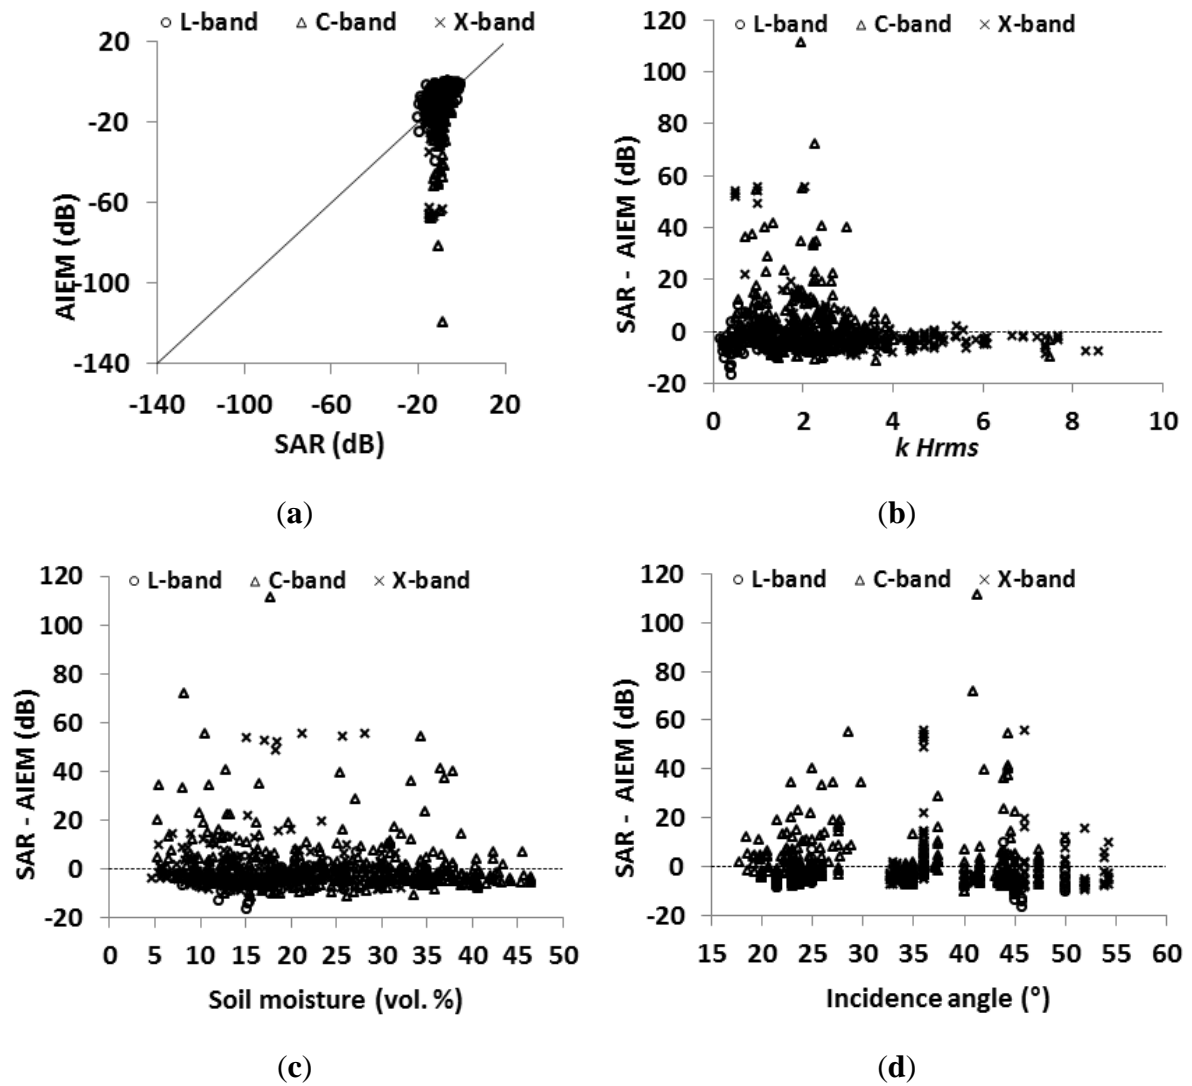 L-band C-band X-band
20
-20
-60
-100
-140
-140 -100 -60 -20 20
AIEM (dB)
SAR (dB)
(a)
L-band C-band X-band
120
100
80
60
40
20
0
-20
0 2 4 6 8 10
SAR - AIEM (dB)
k Hrms
(b)
L-band C-band X-band
120
100
80
60
40
20
0
-20
0 5 10 15 20 25 30 35 40 45 50
SAR - AIEM (dB)
Soil moisture (vol. %)
(c)
L-band C-band X-band
120
100
80
60
40
20
0
-20
15 20 25 30 35 40 45 50 55 60
SAR - AIEM (dB)
Incidence angle (°)
(d)